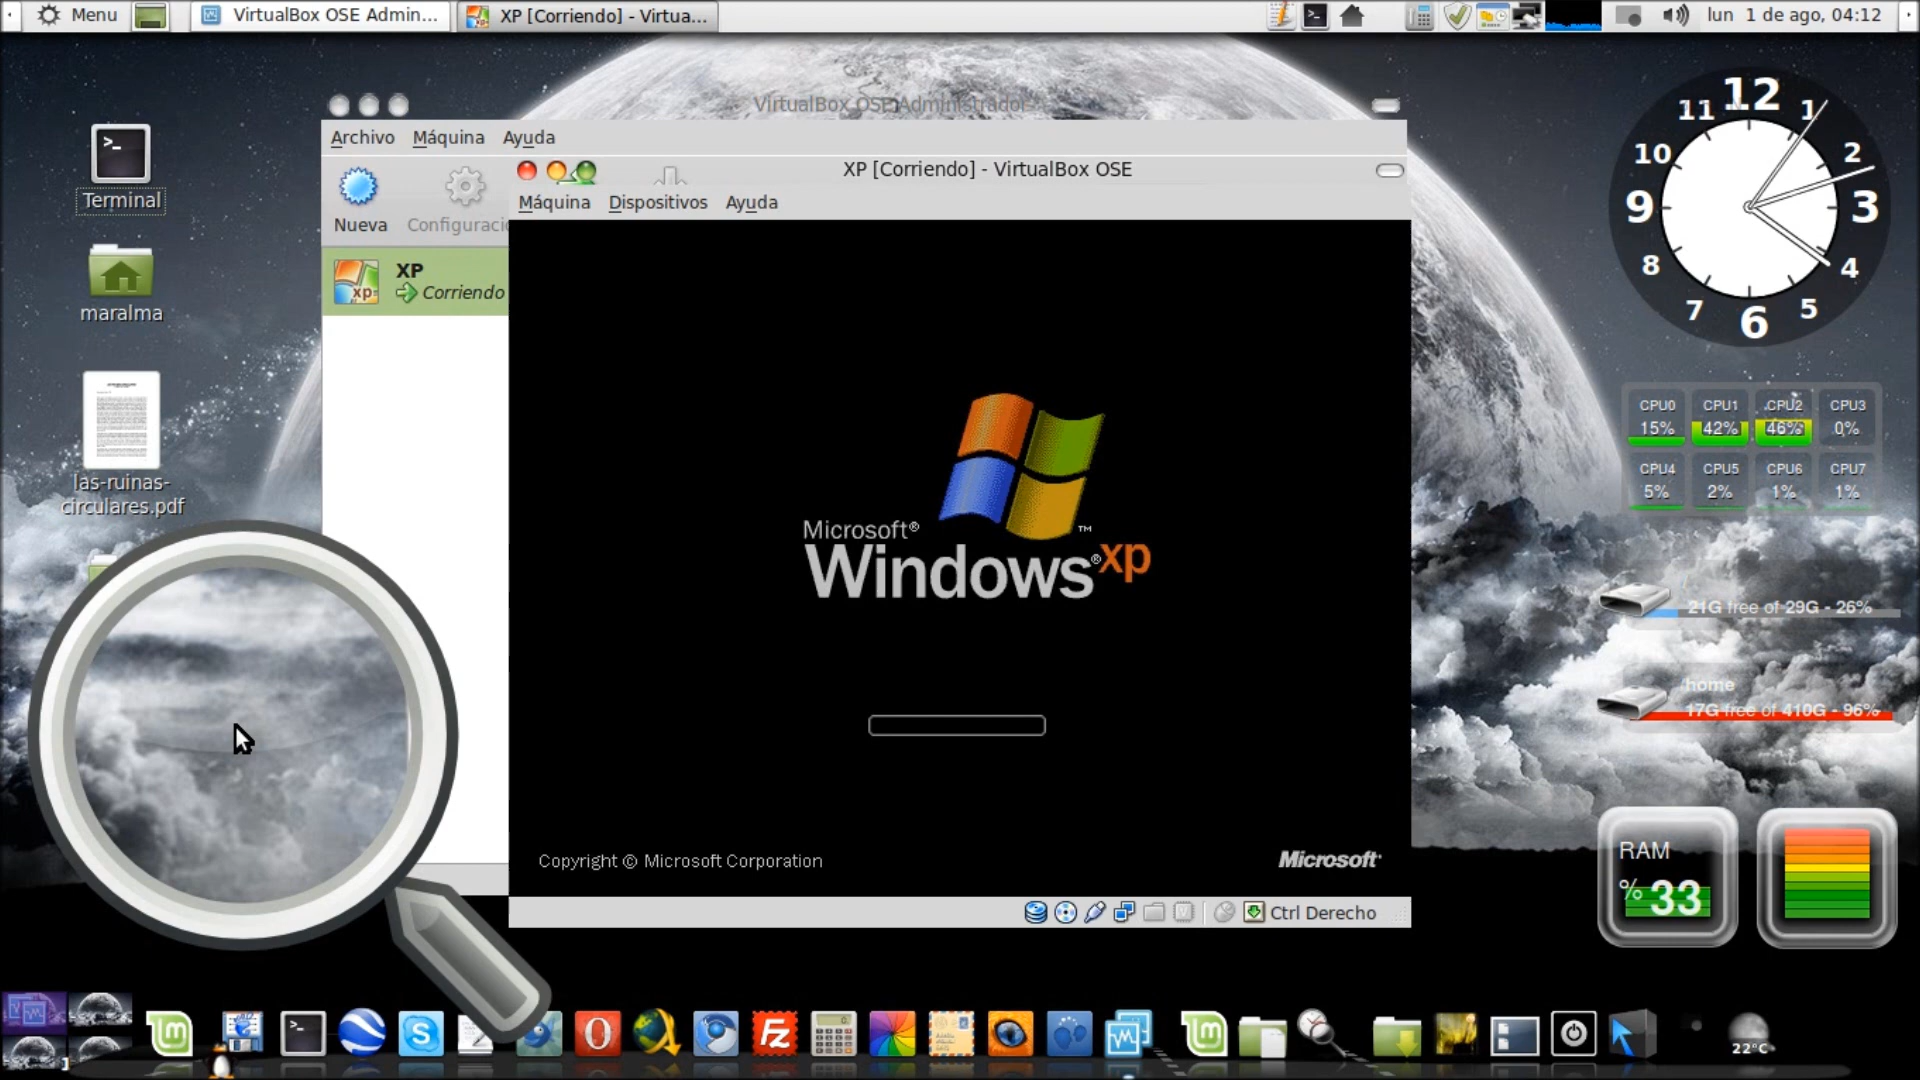 Menu
VirtualBox OSE Admin...
XP [Corriendo] - Virtua...
lun 1 de ago, 04:12
VirtualBox OSE Administrador
Archivo Máquina Ayuda
Nueva
XP
Corriendo
XP [Corriendo] - VirtualBox OSE
Máquina Dispositivos Ayuda
Microsoft®
Windows® xp ™
Copyright © Microsoft Corporation
Microsoft®
Ctrl Derecho
Terminal
maralma
las-ruinas-
circulares.pdf
12
1
2
3
4
5
6
7
8
9
10
11
CPU0 CPU1 CPU2 CPU3
15% 42% 46% 0%
CPU4 CPU5 CPU6 CPU7
5% 2% 1% 1%
/
21G free of 29G - 26%
/home
17G free of 410G - 96%
RAM
% 33
22°C